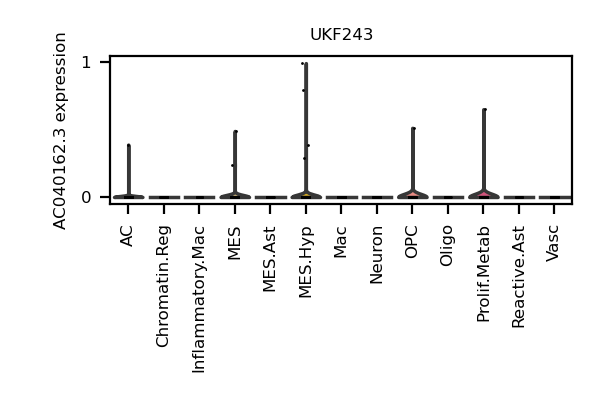 UKF243
AC040162.3 expression
1
0
AC
Chromatin.Reg
Inflammatory.Mac
MES
MES.Ast
MES.Hyp
Mac
Neuron
OPC
Oligo
Prolif.Metab
Reactive.Ast
Vasc